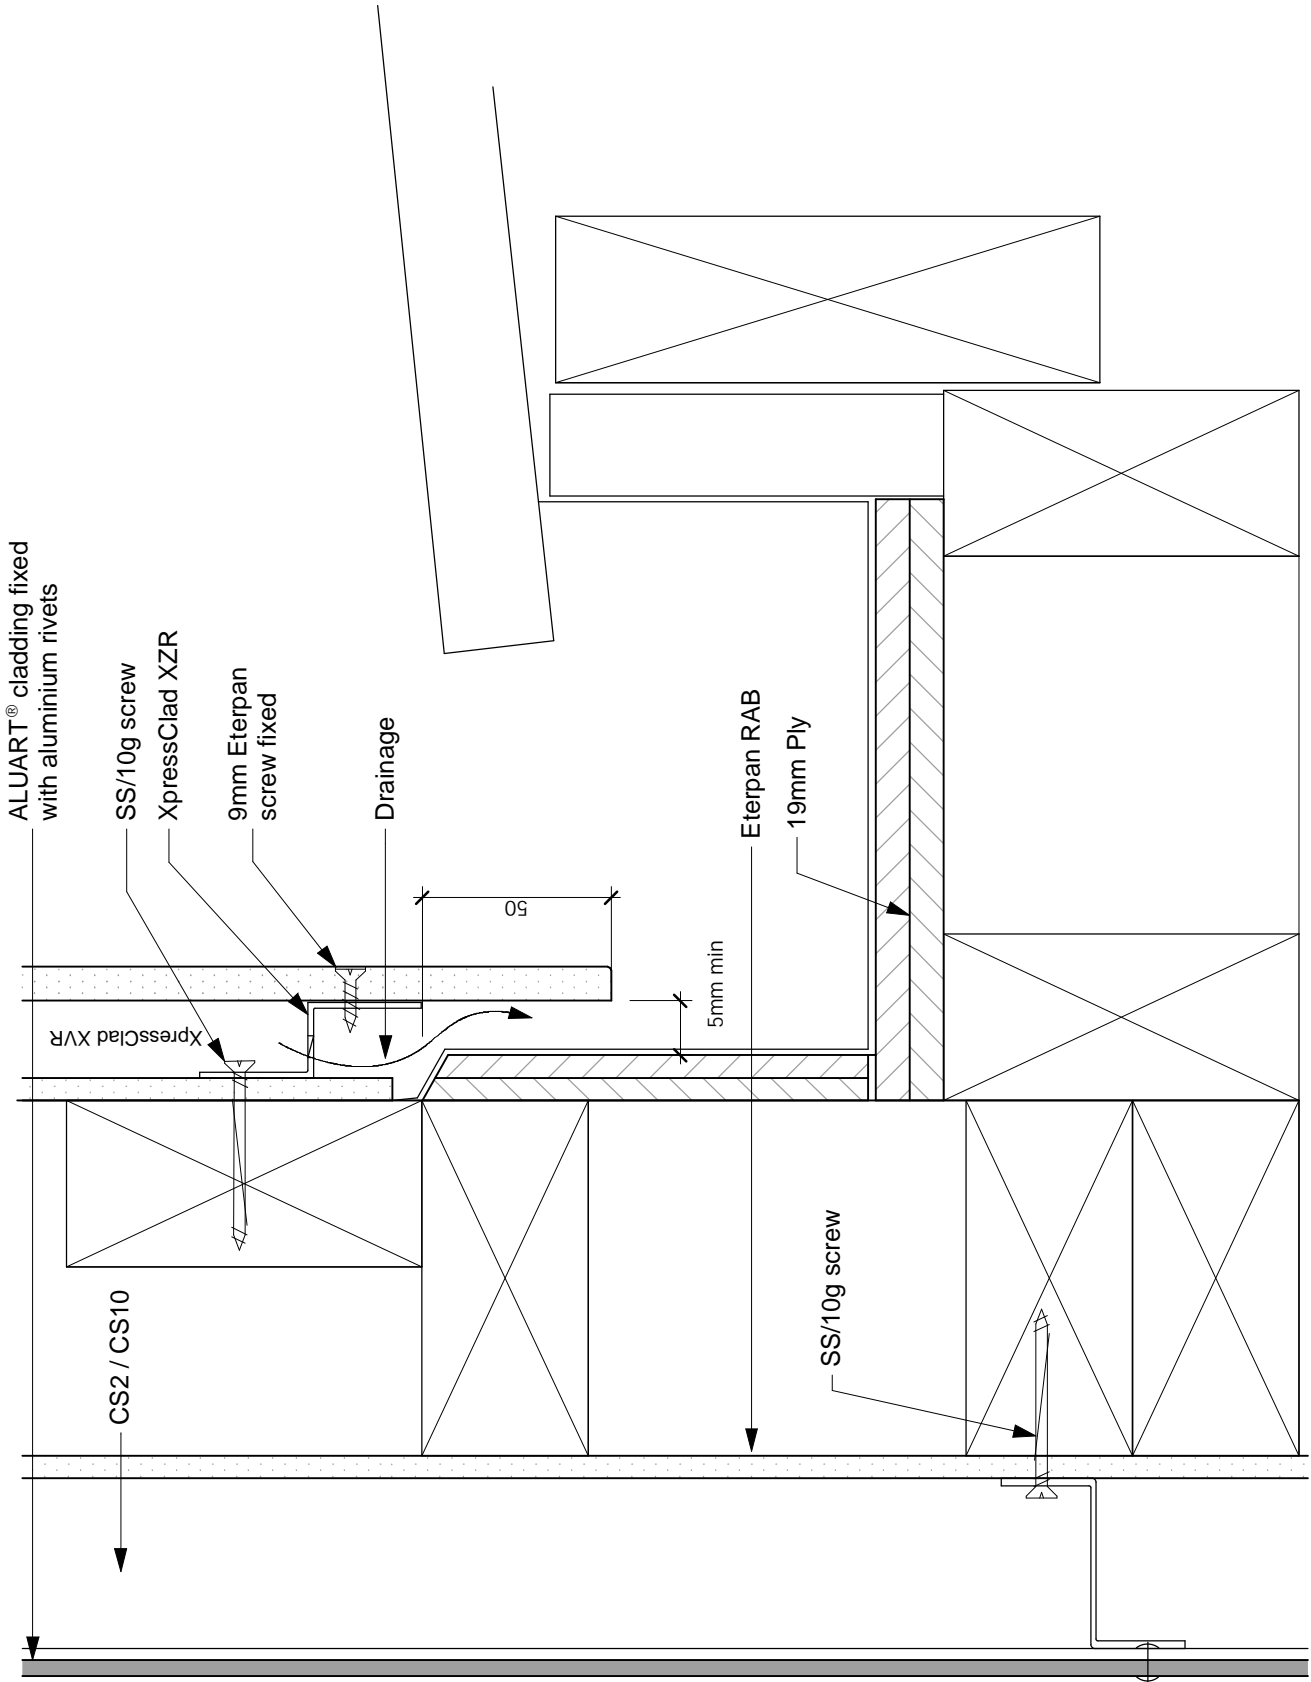 ALUART® cladding fixed
with aluminium rivets
SS/10g screw
XpressClad XZR
9mm Eterpan
screw fixed
Drainage
Eterpan RAB
19mm Ply
50
5mm min
XpressClad XVR
CS2 / CS10
SS/10g screw